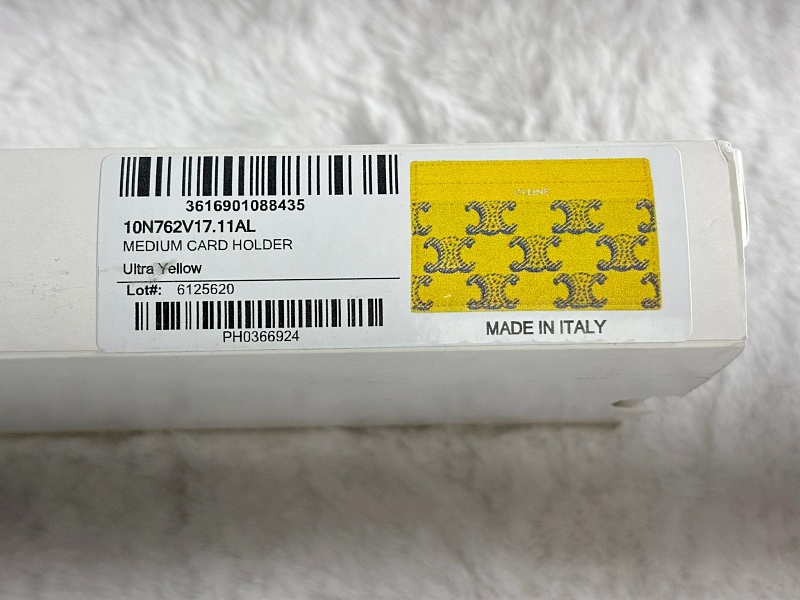 3616901088435
10N762V17.11AL
MEDIUM CARD HOLDER
Ultra Yellow
Lot#: 6125620
PH0366924
CELINE
MADE IN ITALY